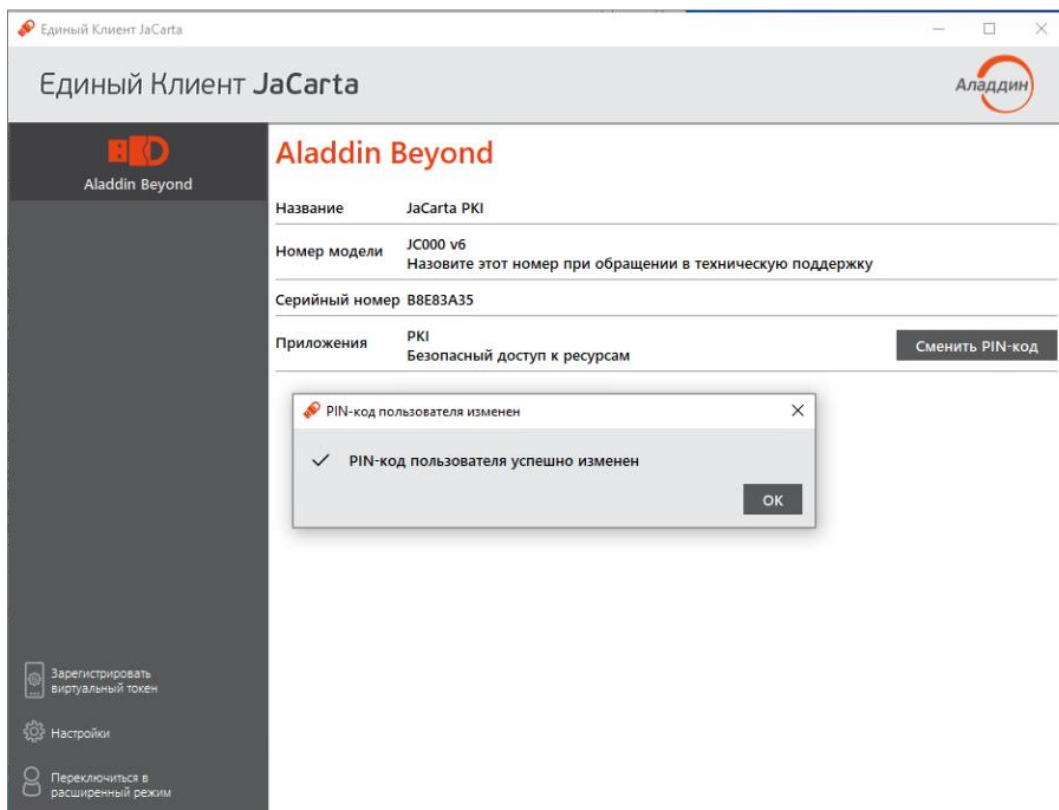 Единый Клиент JaCarta
Единый Клиент JaCarta
Аладдин
Aladdin Beyond
Aladdin Beyond
Название JaCarta PKI
Номер модели JC000 v6
Назовите этот номер при обращении в техническую поддержку
Серийный номер B8E83A35
Приложения PKI
Безопасный доступ к ресурсам
Сменить PIN-код
PIN-код пользователя изменен
PIN-код пользователя успешно изменен
ОК
Зарегистрировать
виртуальный токен
Настройки
Переключиться в
расширенный режим